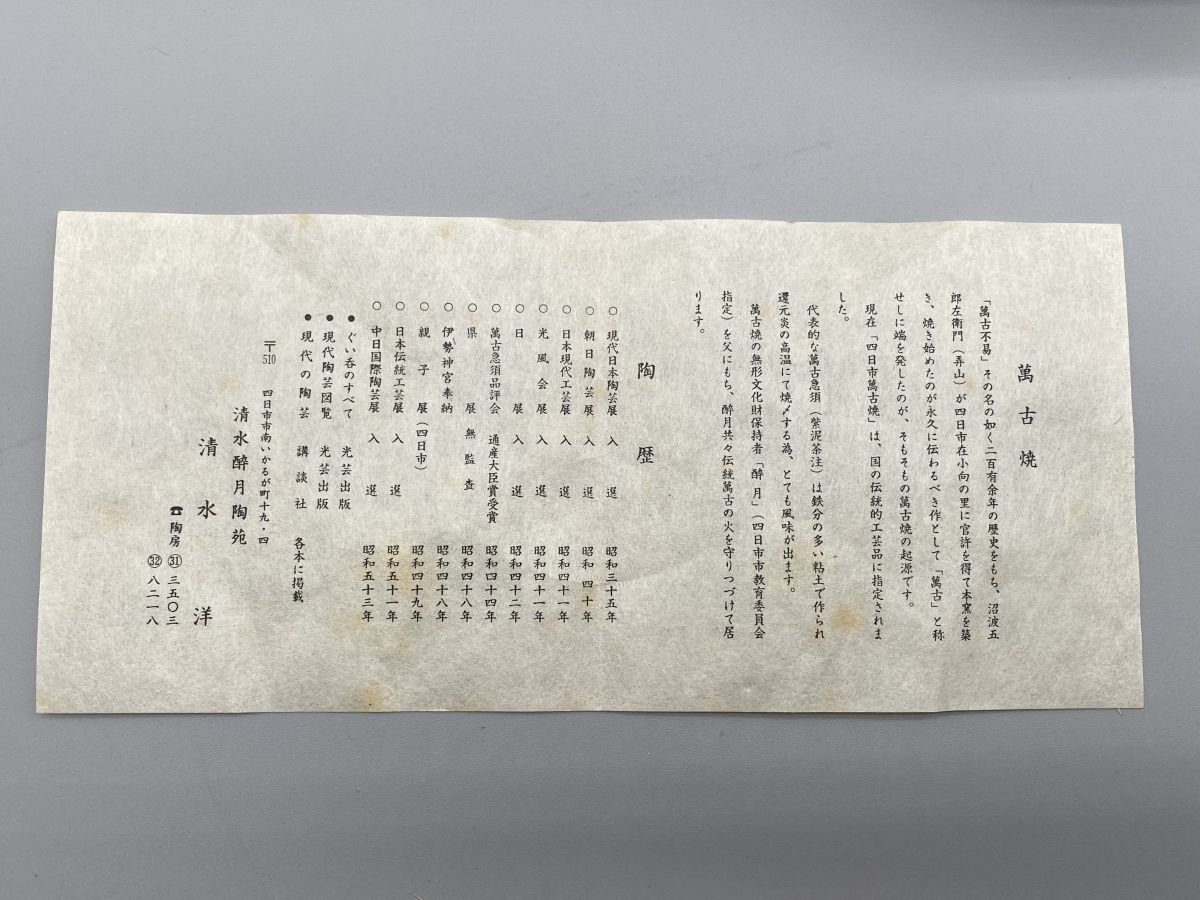 萬古焼
「萬古不易」その名の如く二百有余年の歴史をもち、沼波五
郎左衛門（弄山）が四日市在小向の里に官許を得て本窯を築
き、焼き始めたのが永久に伝わるべき作として「萬古」と称
せしに端を発したのが、そもそもの萬古焼の起源です。
現在「四日市萬古焼」は、国の伝統的工芸品に指定されま
した。
代表的な萬古急須（紫泥茶注）は鉄分の多い粘土で作られ
還元炎の高温にて焼〆する為、とても風味が出ます。
萬古焼の無形文化財保持者「醉月」（四日市市教育委員会
指定）を父にもち、醉月共々伝統萬古の火を守りつづけて居
ります。
陶歴
○ 現代日本陶芸展 入選 昭和三十五年
○ 朝日陶芸展 入選 昭和四十年
○ 日本現代工芸展 入選 昭和四十一年
○ 光風会展 入選 昭和四十一年
○ 日展 入選 昭和四十二年
○ 萬古急須品評会 通産大臣賞受賞 昭和四十四年
○ 県展 無監査 昭和四十八年
○ 伊勢神宮奉納 昭和四十八年
○ 親子展（四日市） 昭和四十九年
○ 日本伝統工芸展 入選 昭和五十一年
○ 中日国際陶芸展 入選 昭和五十三年
● ぐい呑のすべて 光芸出版
● 現代陶芸図覧 光芸出版
● 現代の陶芸 講談社 各本に掲載
〒510 四日市市南いかるが町十九・四
清水醉月陶苑
清水洋
☎陶房 ㉛三五〇三
㉜八二一八